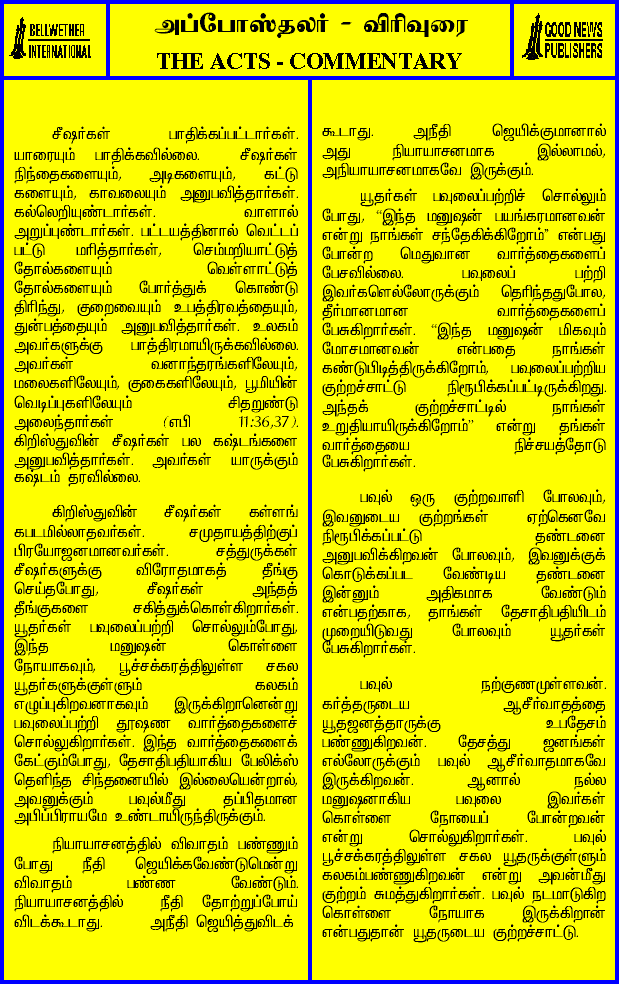 BELLWETHER
INTERNATIONAL
அப்போஸ்தலர் - விரிவுரை
THE ACTS - COMMENTARY
GOOD NEWS
PUBLISHERS
சீஷர்கள் பாதிக்கப்பட்டார்கள்.
யாரையும் பாதிக்கவில்லை. சீஷர்கள்
நிந்தைகளையும், அடிகளையும், கட்டு
களையும், காவலையும் அனுபவித்தார்கள்.
கல்லெறியுண்டார்கள். வாளால்
அறுப்புண்டார்கள். பட்டயத்தினால் வெட்டப்
பட்டு மரித்தார்கள், செம்மறியாட்டுத்
தோல்களையும் வெள்ளாட்டுத்
தோல்களையும் போர்த்துக் கொண்டு
திரிந்து, குறைவையும் உபத்திரவத்தையும்,
துன்பத்தையும் அனுபவித்தார்கள். உலகம்
அவர்களுக்கு பாத்திரமாயிருக்கவில்லை.
அவர்கள் வனாந்தரங்களிலேயும்,
மலைகளிலேயும், குகைகளிலேயும், பூமியின்
வெடிப்புகளிலேயும் சிதறுண்டு
அலைந்தார்கள் (எபி 11:36,37).
கிறிஸ்துவின் சீஷர்கள் பல கஷ்டங்களை
அனுபவித்தார்கள். அவர்கள் யாருக்கும்
கஷ்டம் தரவில்லை.
கிறிஸ்துவின் சீஷர்கள் கள்ளங்
கபடமில்லாதவர்கள். சமுதாயத்திற்குப்
பிரயோஜனமானவர்கள். சத்துருக்கள்
சீஷர்களுக்கு விரோதமாகத் தீங்கு
செய்தபோது, சீஷர்கள் அந்தத்
தீங்குகளை சகித்துக்கொள்கிறார்கள்.
யூதர்கள் பவுலைப்பற்றி சொல்லும்போது,
இந்த மனுஷன் கொள்ளை
நோயாகவும், பூச்சக்கரத்திலுள்ள சகல
யூதர்களுக்குள்ளும் கலகம்
எழுப்புகிறவனாகவும் இருக்கிறானென்று
பவுலைப்பற்றி தூஷண வார்த்தைகளைச்
சொல்லுகிறார்கள். இந்த வார்த்தைகளைக்
கேட்கும்போது, தேசாதிபதியாகிய பேலிக்ஸ்
தெளிந்த சிந்தனையில் இல்லையென்றால்,
அவனுக்கும் பவுல்மீது தப்பிதமான
அபிப்பிராயமே உண்டாயிருந்திருக்கும்.
நியாயாசனத்தில் விவாதம் பண்ணும்
போது நீதி ஜெயிக்கவேண்டுமென்று
விவாதம் பண்ண வேண்டும்.
நியாயாசனத்தில் நீதி தோற்றுப்போய்
விடக்கூடாது. அநீதி ஜெயித்துவிடக்
கூடாது. அநீதி ஜெயிக்குமானால்
அது நியாயாசனமாக இல்லாமல்,
அநியாயாசனமாகவே இருக்கும்.
யூதர்கள் பவுலைப்பற்றிச் சொல்லும்
போது, “இந்த மனுஷன் பயங்கரமானவன்
என்று நாங்கள் சந்தேகிக்கிறோம்” என்பது
போன்ற மெதுவான வார்த்தைகளைப்
பேசவில்லை. பவுலைப் பற்றி
இவர்களெல்லோருக்கும் தெரிந்ததுபோல,
தீர்மானமான வார்த்தைகளைப்
பேசுகிறார்கள். “இந்த மனுஷன் மிகவும்
மோசமானவன் என்பதை நாங்கள்
கண்டுபிடித்திருக்கிறோம், பவுலைப்பற்றிய
குற்றச்சாட்டு நிரூபிக்கப்பட்டிருக்கிறது.
அந்தக் குற்றச்சாட்டில் நாங்கள்
உறுதியாயிருக்கிறோம்” என்று தங்கள்
வார்த்தையை நிச்சயத்தோடு
பேசுகிறார்கள்.
பவுல் ஒரு குற்றவாளி போலவும்,
இவனுடைய குற்றங்கள் ஏற்கெனவே
நிரூபிக்கப்பட்டு தண்டனை
அனுபவிக்கிறவன் போலவும், இவனுக்குக்
கொடுக்கப்பட வேண்டிய தண்டனை
இன்னும் அதிகமாக வேண்டும்
என்பதற்காக, தாங்கள் தேசாதிபதியிடம்
முறையிடுவது போலவும் யூதர்கள்
பேசுகிறார்கள்.
பவுல் நற்குணமுள்ளவன்.
கர்த்தருடைய ஆசீர்வாதத்தை
யூதஜனத்தாருக்கு உபதேசம்
பண்ணுகிறவன். தேசத்து ஜனங்கள்
எல்லோருக்கும் பவுல் ஆசீர்வாதமாகவே
இருக்கிறவன். ஆனால் நல்ல
மனுஷனாகிய பவுலை இவர்கள்
கொள்ளை நோயைப் போன்றவன்
என்று சொல்லுகிறார்கள். பவுல்
பூச்சக்கரத்திலுள்ள சகல யூதருக்குள்ளும்
கலகம்பண்ணுகிறவன் என்று அவன்மீது
குற்றம் சுமத்துகிறார்கள். பவுல் நடமாடுகிற
கொள்ளை நோயாக இருக்கிறான்
என்பதுதான் யூதருடைய குற்றச்சாட்டு.